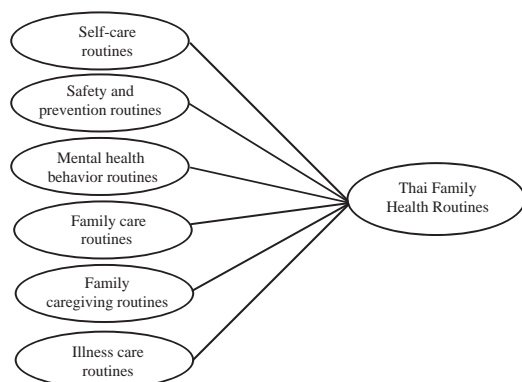 Self-care
routines
Safety and
prevention routines
Mental health
behavior routines
Family care
routines
Family
caregiving routines
Illness care
routines
Thai Family
Health Routines